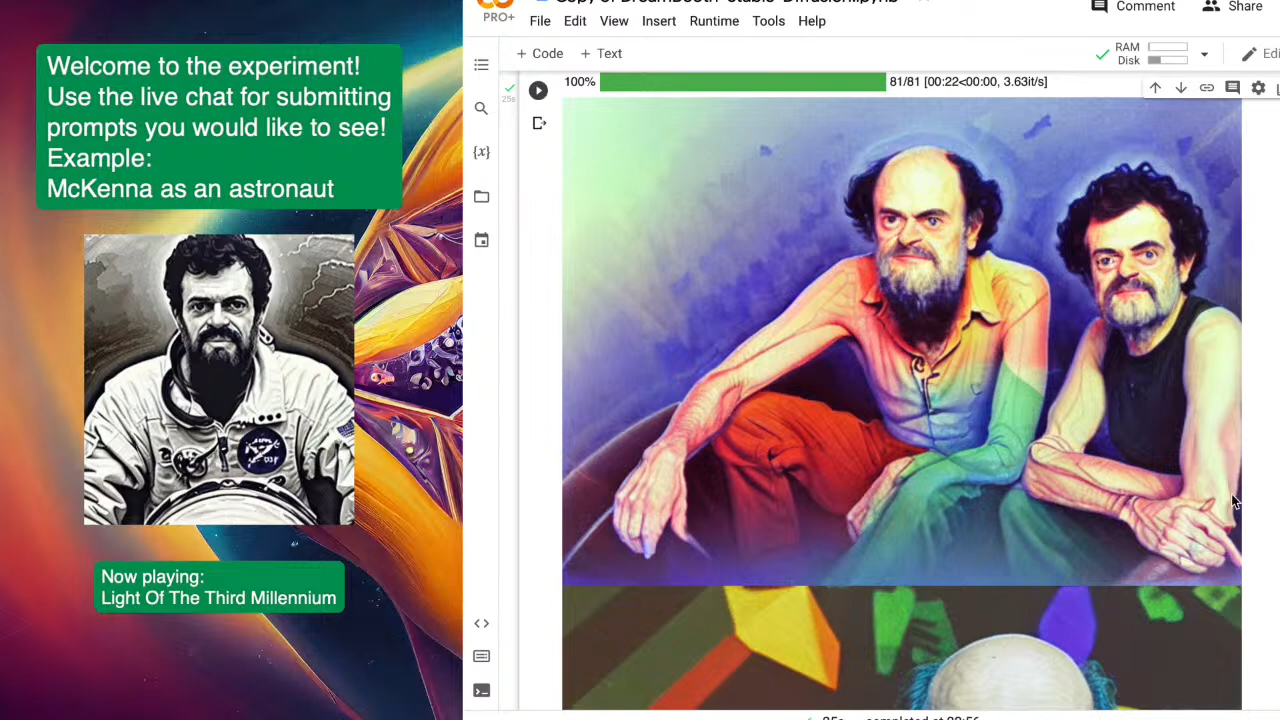 Welcome to the experiment!
Use the live chat for submitting
prompts you would like to see!
Example:
McKenna as an astronaut
Now playing:
Light Of The Third Millennium
PRO+
File Edit View Insert Runtime Tools Help
Comment Share
+ Code + Text
RAM
Disk
Edi
25s
100% 81/81 [00:22<00:00, 3.63it/s]
{x}